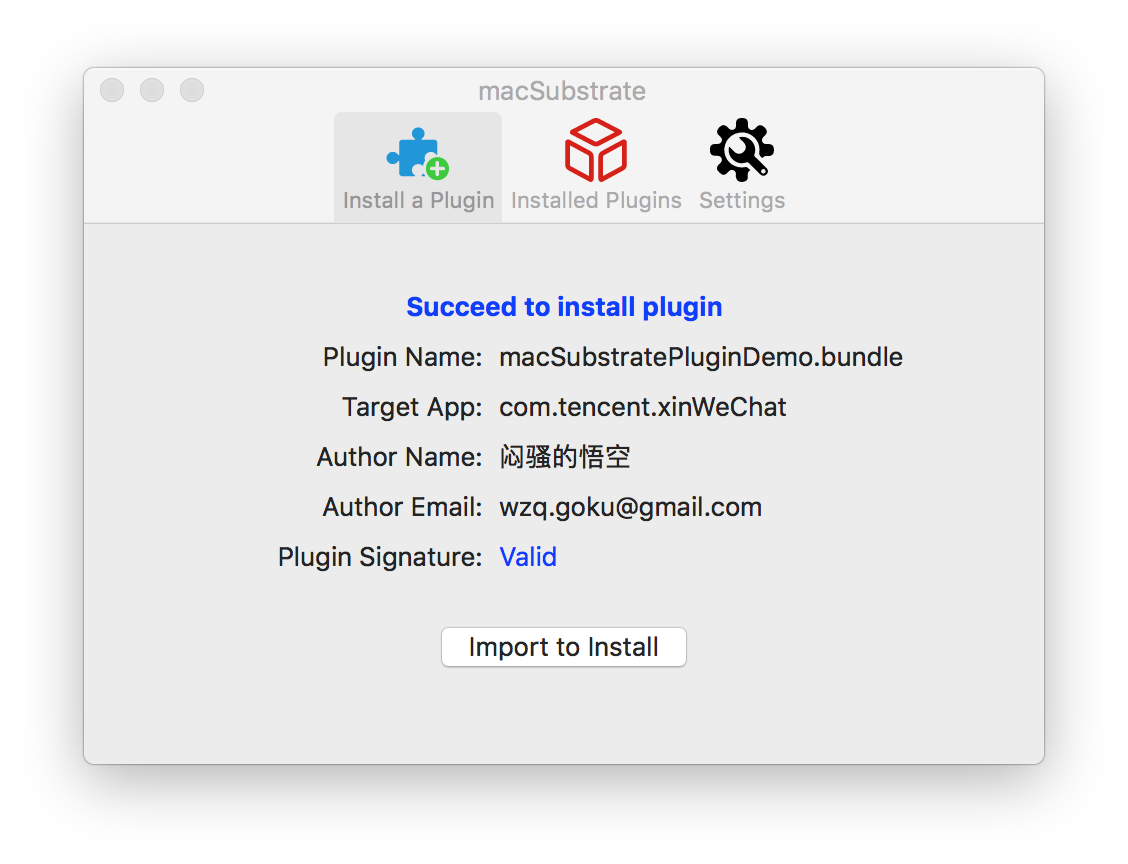 macSubstrate
Install a Plugin Installed Plugins Settings
Succeed to install plugin
Plugin Name: macSubstratePluginDemo.bundle
Target App: com.tencent.xinWeChat
Author Name: 闷骚的悟空
Author Email: wzq.goku@gmail.com
Plugin Signature: Valid
Import to Install